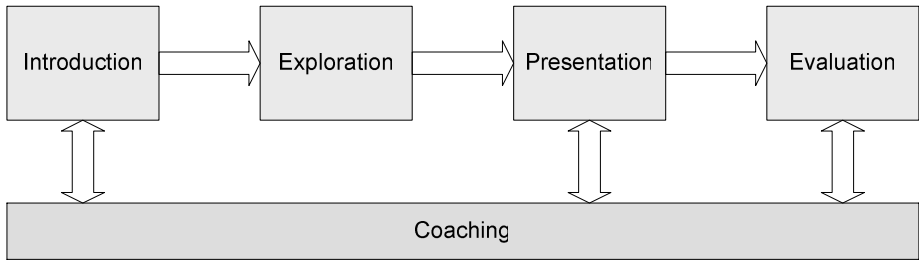 Introduction
Exploration
Presentation
Evaluation
Coaching